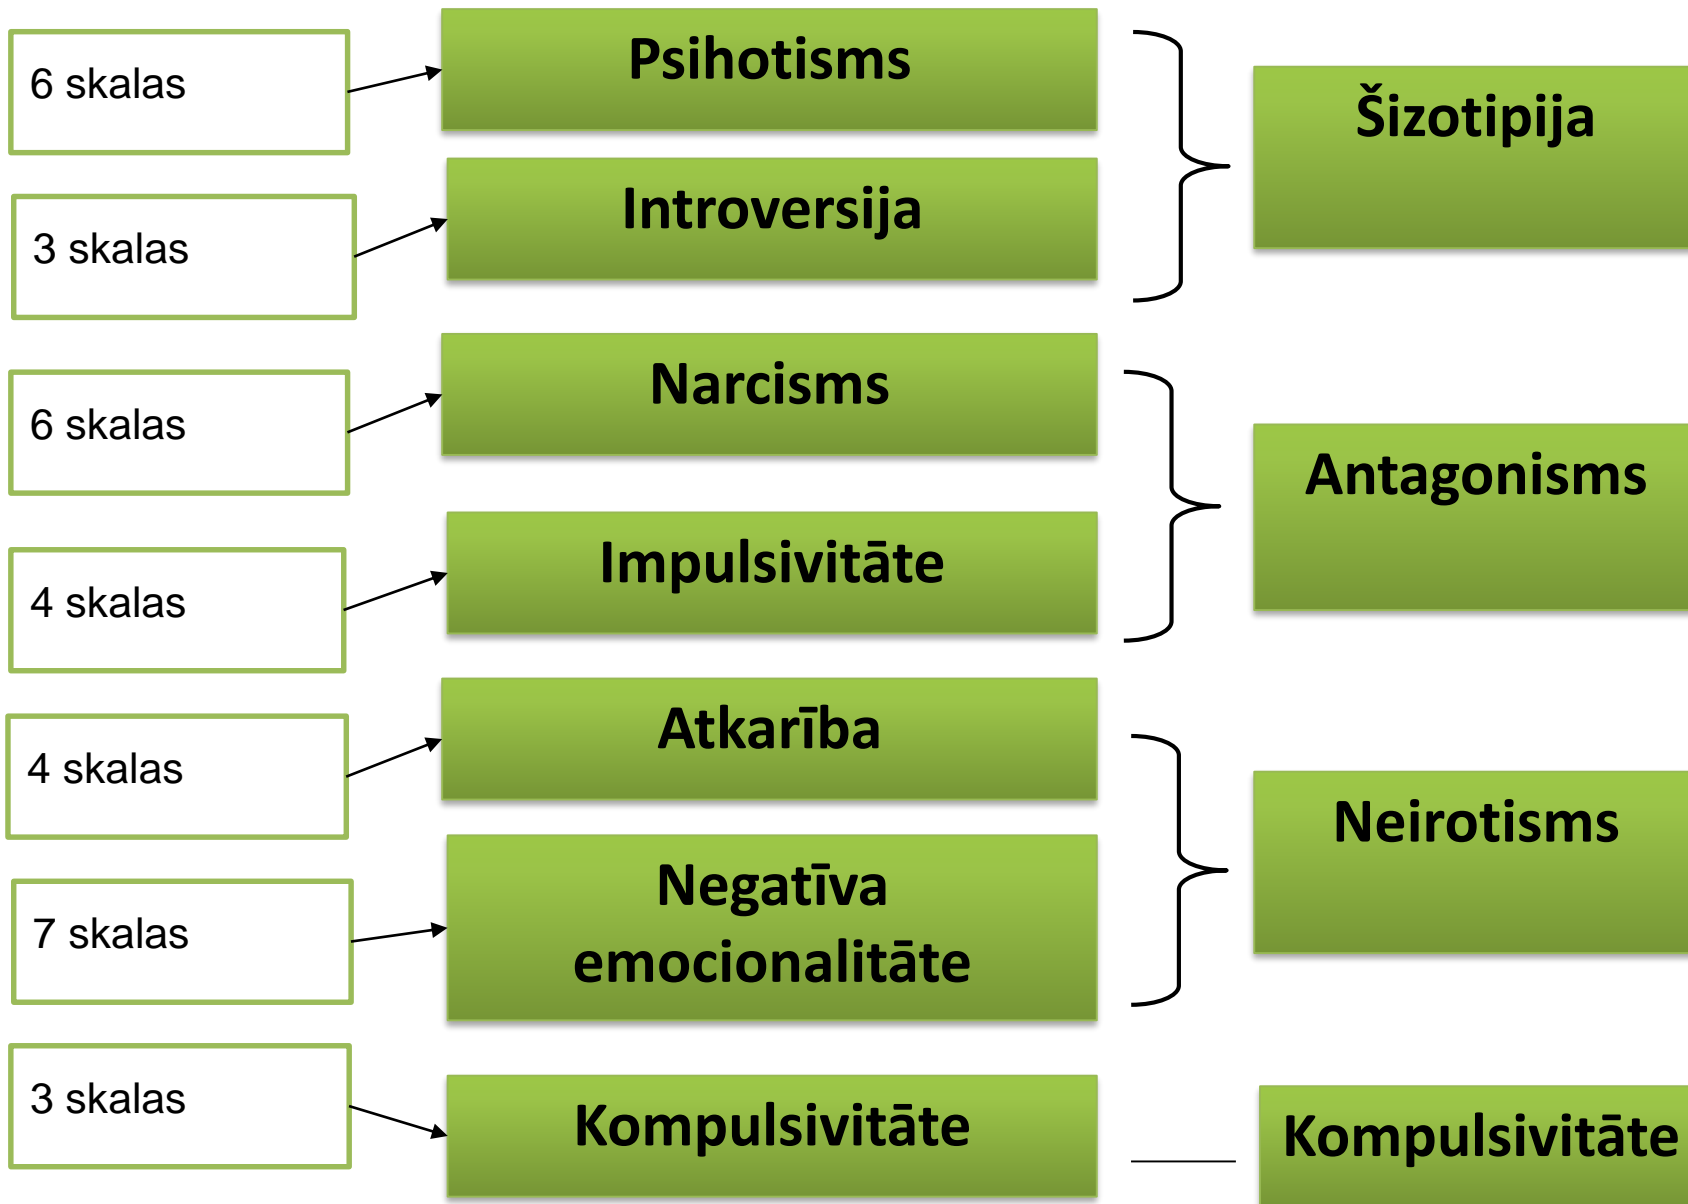 6 skalas
Psihotisms
3 skalas
Introversija
Šizotipija
6 skalas
Narcisms
4 skalas
Impulsivitāte
Antagonisms
4 skalas
Atkarība
7 skalas
Negatīva
emocionalitāte
Neirotisms
3 skalas
Kompulsivitāte
Kompulsivitāte